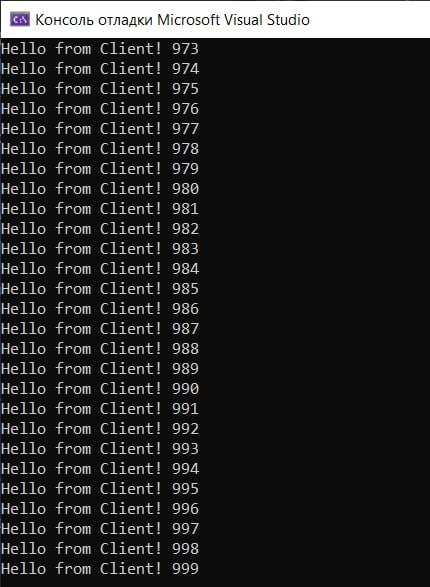 Консоль отладки Microsoft Visual Studio
Hello from Client! 973
Hello from Client! 974
Hello from Client! 975
Hello from Client! 976
Hello from Client! 977
Hello from Client! 978
Hello from Client! 979
Hello from Client! 980
Hello from Client! 981
Hello from Client! 982
Hello from Client! 983
Hello from Client! 984
Hello from Client! 985
Hello from Client! 986
Hello from Client! 987
Hello from Client! 988
Hello from Client! 989
Hello from Client! 990
Hello from Client! 991
Hello from Client! 992
Hello from Client! 993
Hello from Client! 994
Hello from Client! 995
Hello from Client! 996
Hello from Client! 997
Hello from Client! 998
Hello from Client! 999